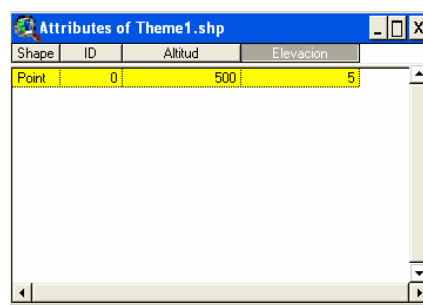 Attributes of Theme1.shp
Shape ID Altitud Elevacion
Point 0 500 5